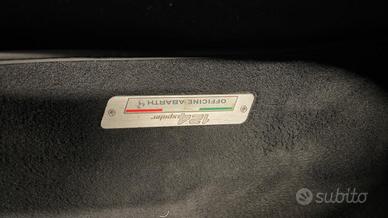 124
spider
OFFICINE ABARTH
subito